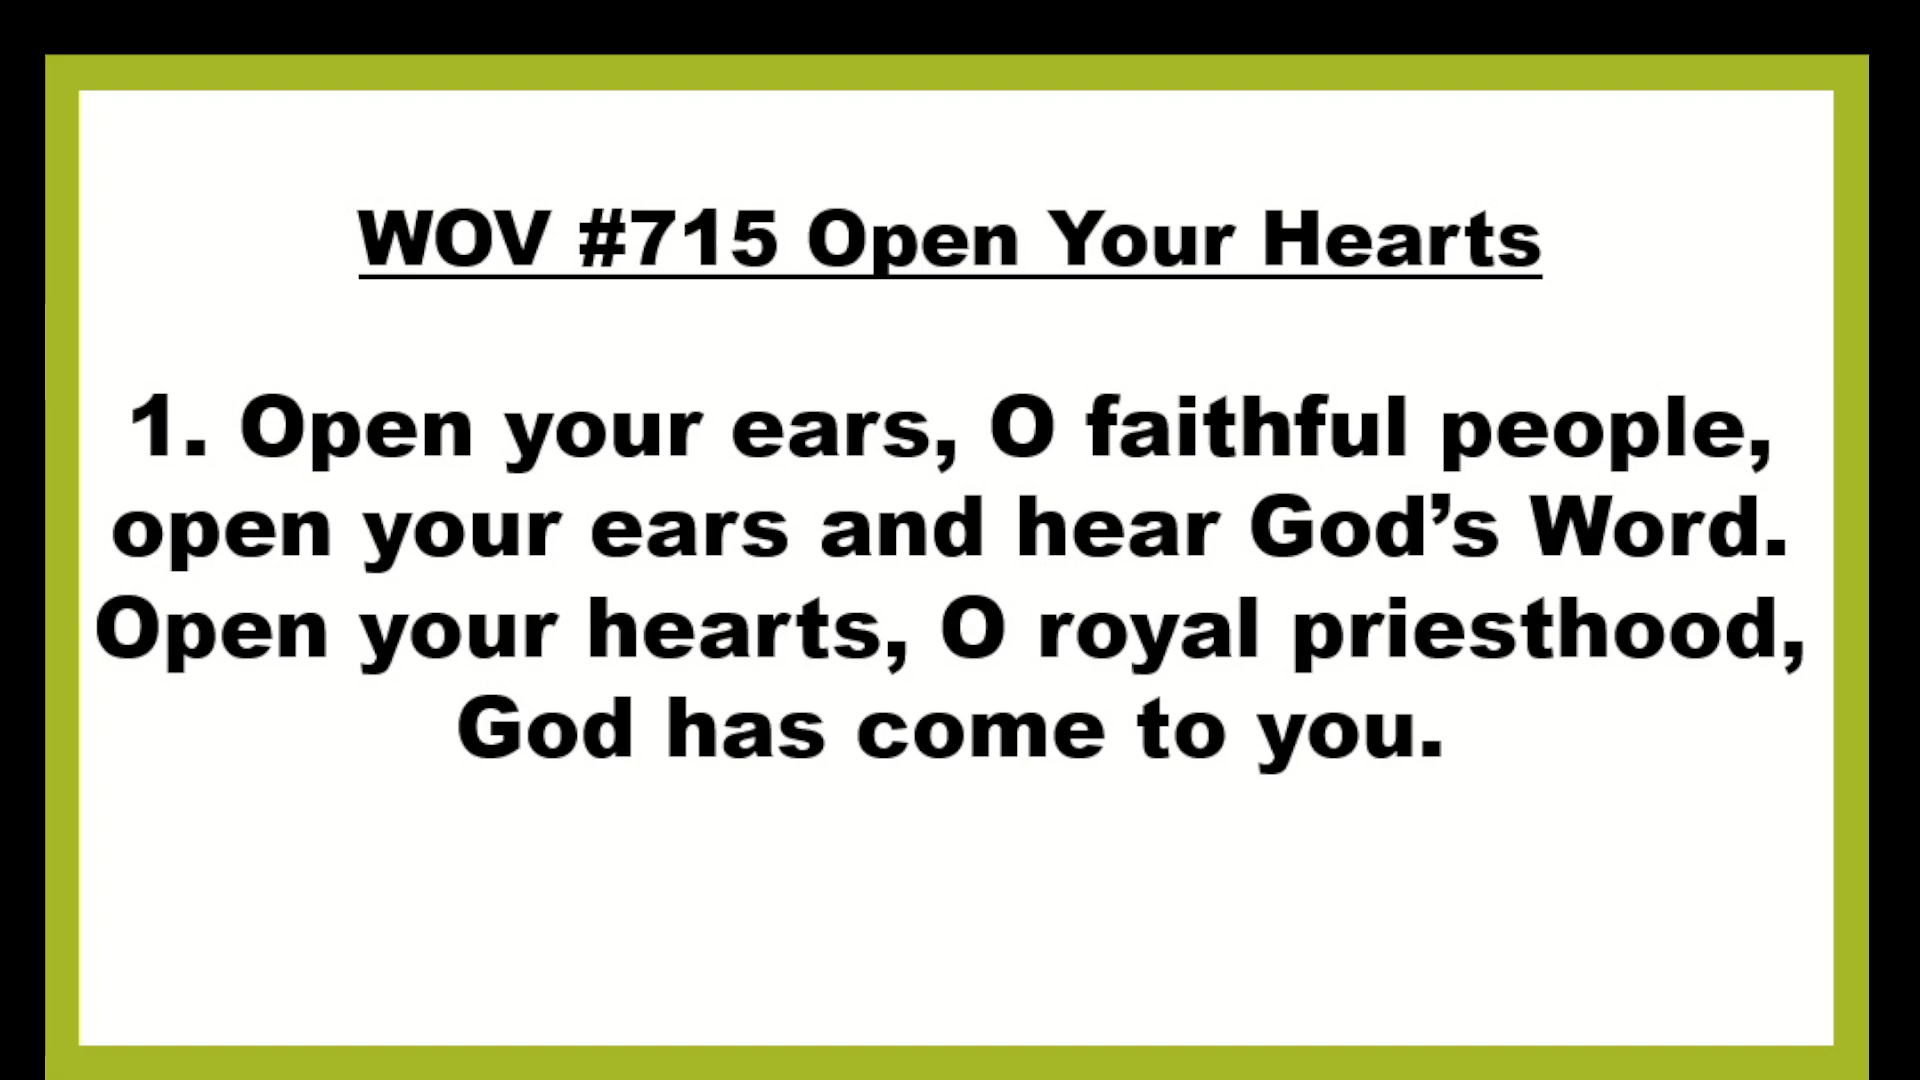 WOV #715 Open Your Hearts
1. Open your ears, O faithful people,
open your ears and hear God’s Word.
Open your hearts, O royal priesthood,
God has come to you.